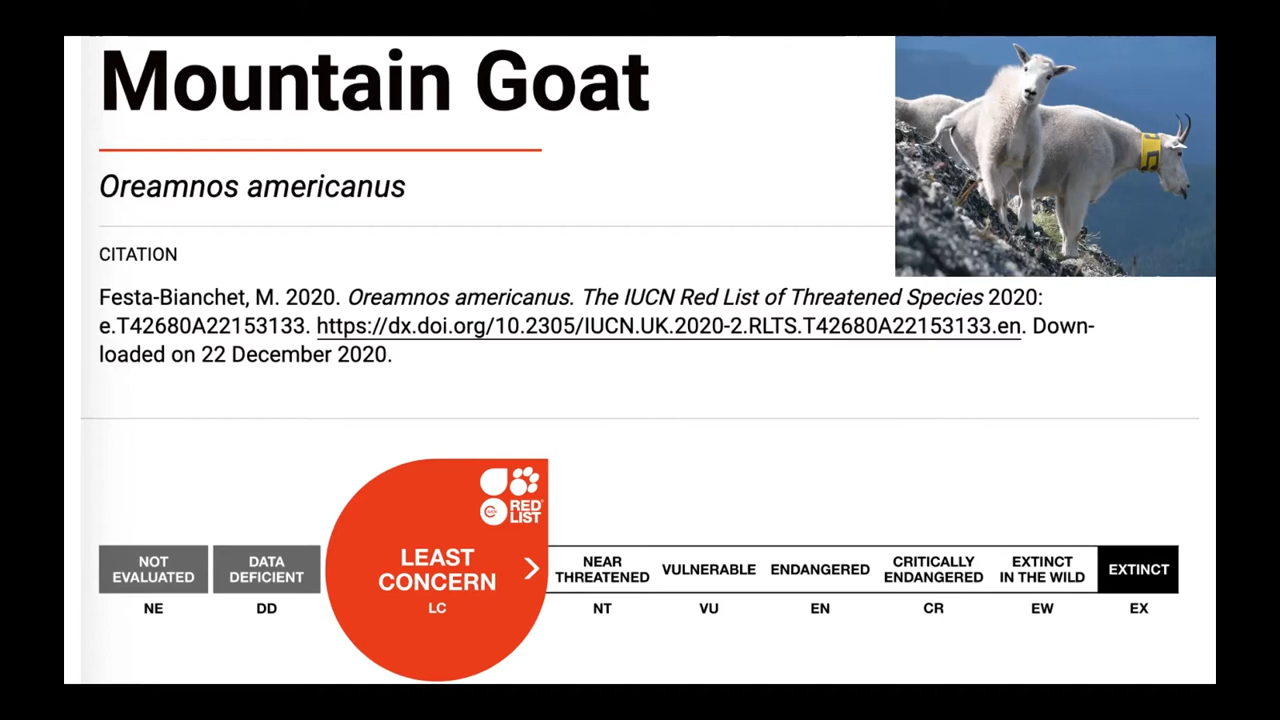 Mountain Goat
Oreamnos americanus
CITATION
Festa-Bianchet, M. 2020. Oreamnos americanus. The IUCN Red List of Threatened Species 2020:
e.T42680A22153133. https://dx.doi.org/10.2305/IUCN.UK.2020-2.RLTS.T42680A22153133.en. Down-
loaded on 22 December 2020.
RED
LIST
NOT
EVALUATED
NE
DATA
DEFICIENT
DD
LEAST
CONCERN
LC
NEAR
THREATENED
NT
VULNERABLE
VU
ENDANGERED
EN
CRITICALLY
ENDANGERED
CR
EXTINCT
IN THE WILD
EW
EXTINCT
EX